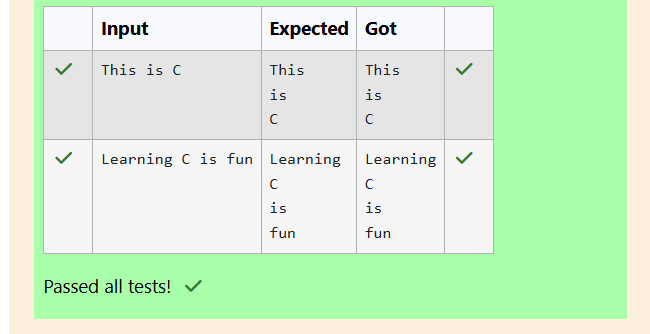 Input Expected Got
This is C This This
is is
C C
Learning C is fun Learning Learning
C C
is is
fun fun
Passed all tests!